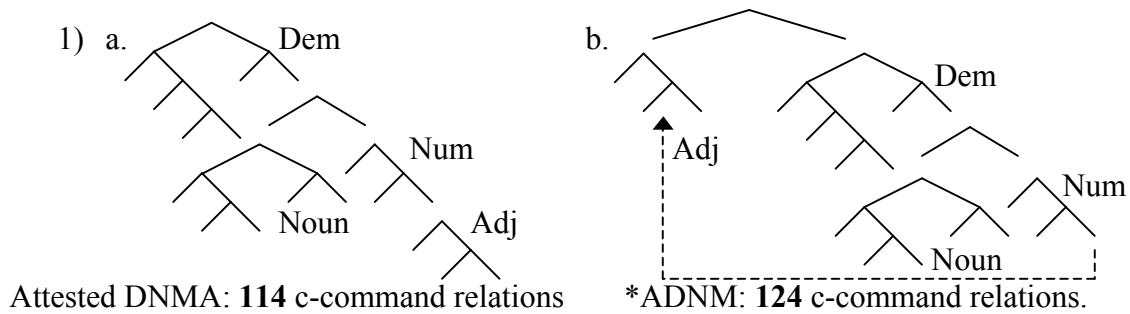 1) a. Dem b.
Dem
Num Adj
Num
Noun Adj
Noun
Attested DNMA: 114 c-command relations *ADNM: 124 c-command relations.